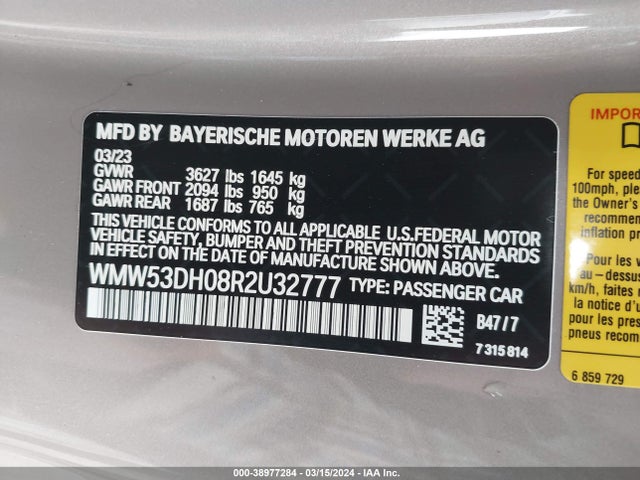 MFD BY BAYERISCHE MOTOREN WERKE AG
03/23
GVWR 3627 lbs 1645 kg
GAWR FRONT 2094 lbs 950 kg
GAWR REAR 1687 lbs 765 kg
THIS VEHICLE CONFORMS TO ALL APPLICABLE U.S.FEDERAL MOTOR
VEHICLE SAFETY, BUMPER AND THEFT PREVENTION STANDARDS
IN EFFECT ON THE DATE OF MANUFACTURE SHOWN ABOVE.
WMW53DH08R2U32777 TYPE: PASSENGER CAR
B47/7
7 315 814
IMPOR
For speed
100mph, ple
the Owner's
recommen
inflation pr
Pour les v
au-dessus
km/h, faites r
la notice d'u
pour les pres
pneus recom
6 859 729
000-38977284 - 03/15/2024 - IAA Inc.